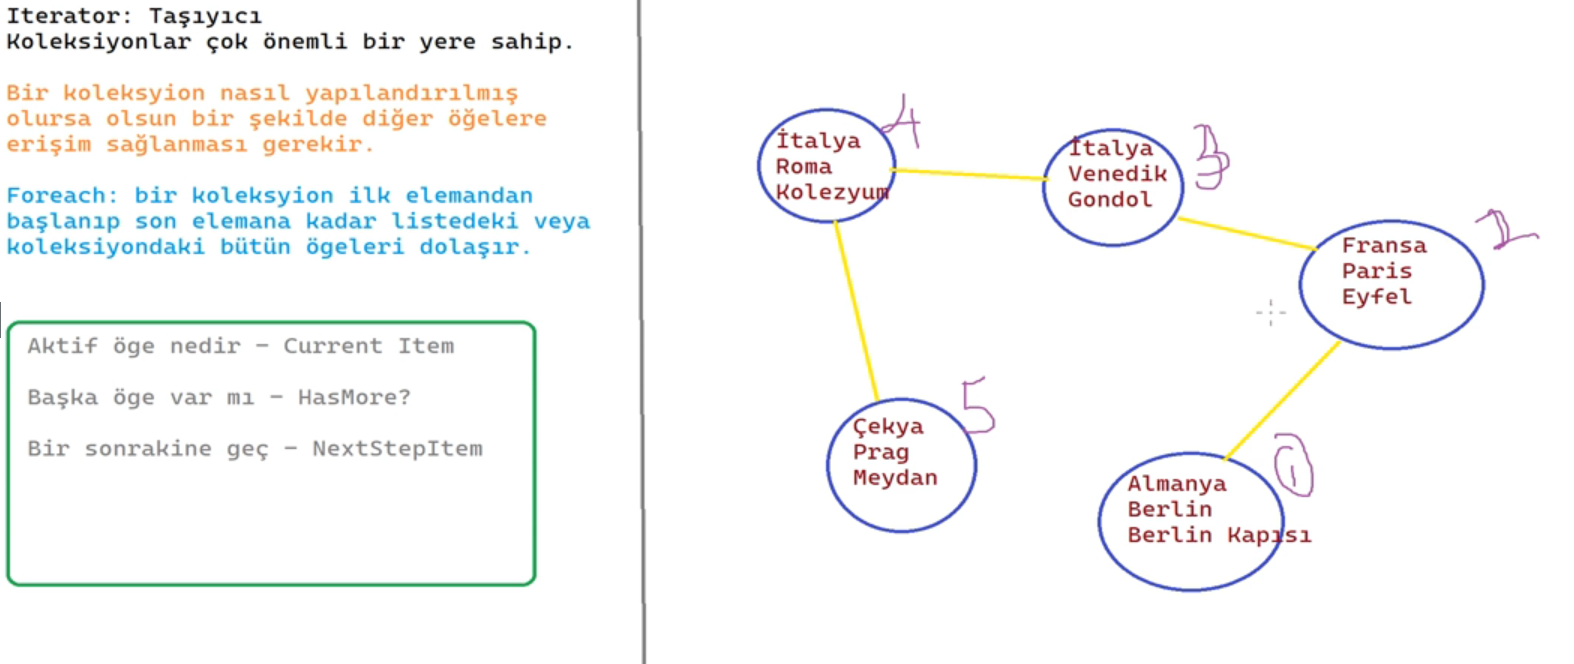 Iterator: Taşıyıcı
Koleksiyonlar çok önemli bir yere sahip.
Bir koleksyion nasıl yapılandırılmış
olursa olsun bir şekilde diğer öğelere
erişim sağlanması gerekir.
Foreach: bir koleksyion ilk elemandan
başlanıp son elemana kadar listedeki veya
koleksiyondaki bütün ögeleri dolaşır.
Aktif öge nedir - Current Item
Başka öge var mı - HasMore?
Bir sonrakine geç - NextStepItem
4
İtalya
Roma
Kolezyum
3
İtalya
Venedik
Gondol
2
Fransa
Paris
Eyfel
5
Çekya
Prag
Meydan
1
Almanya
Berlin
Berlin Kapısı